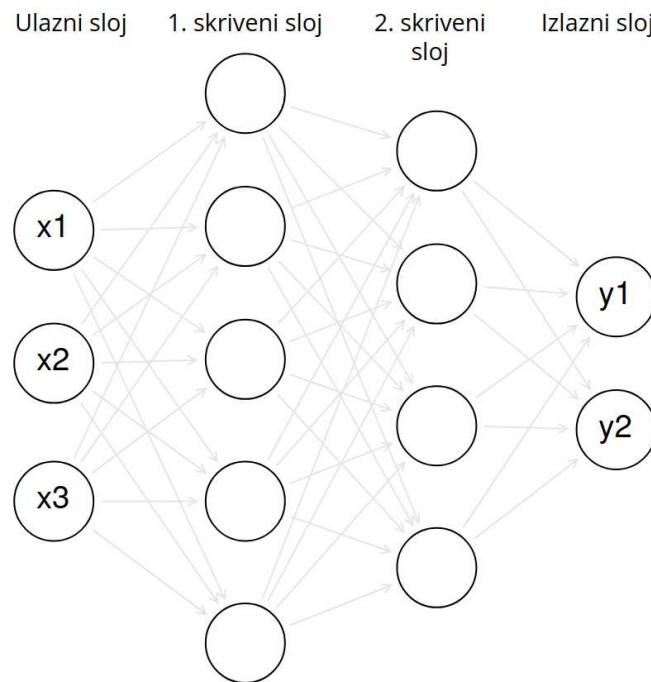 Ulazni sloj 1. skriveni sloj 2. skriveni Izlazni sloj
sloj
x1
y1
x2
y2
x3